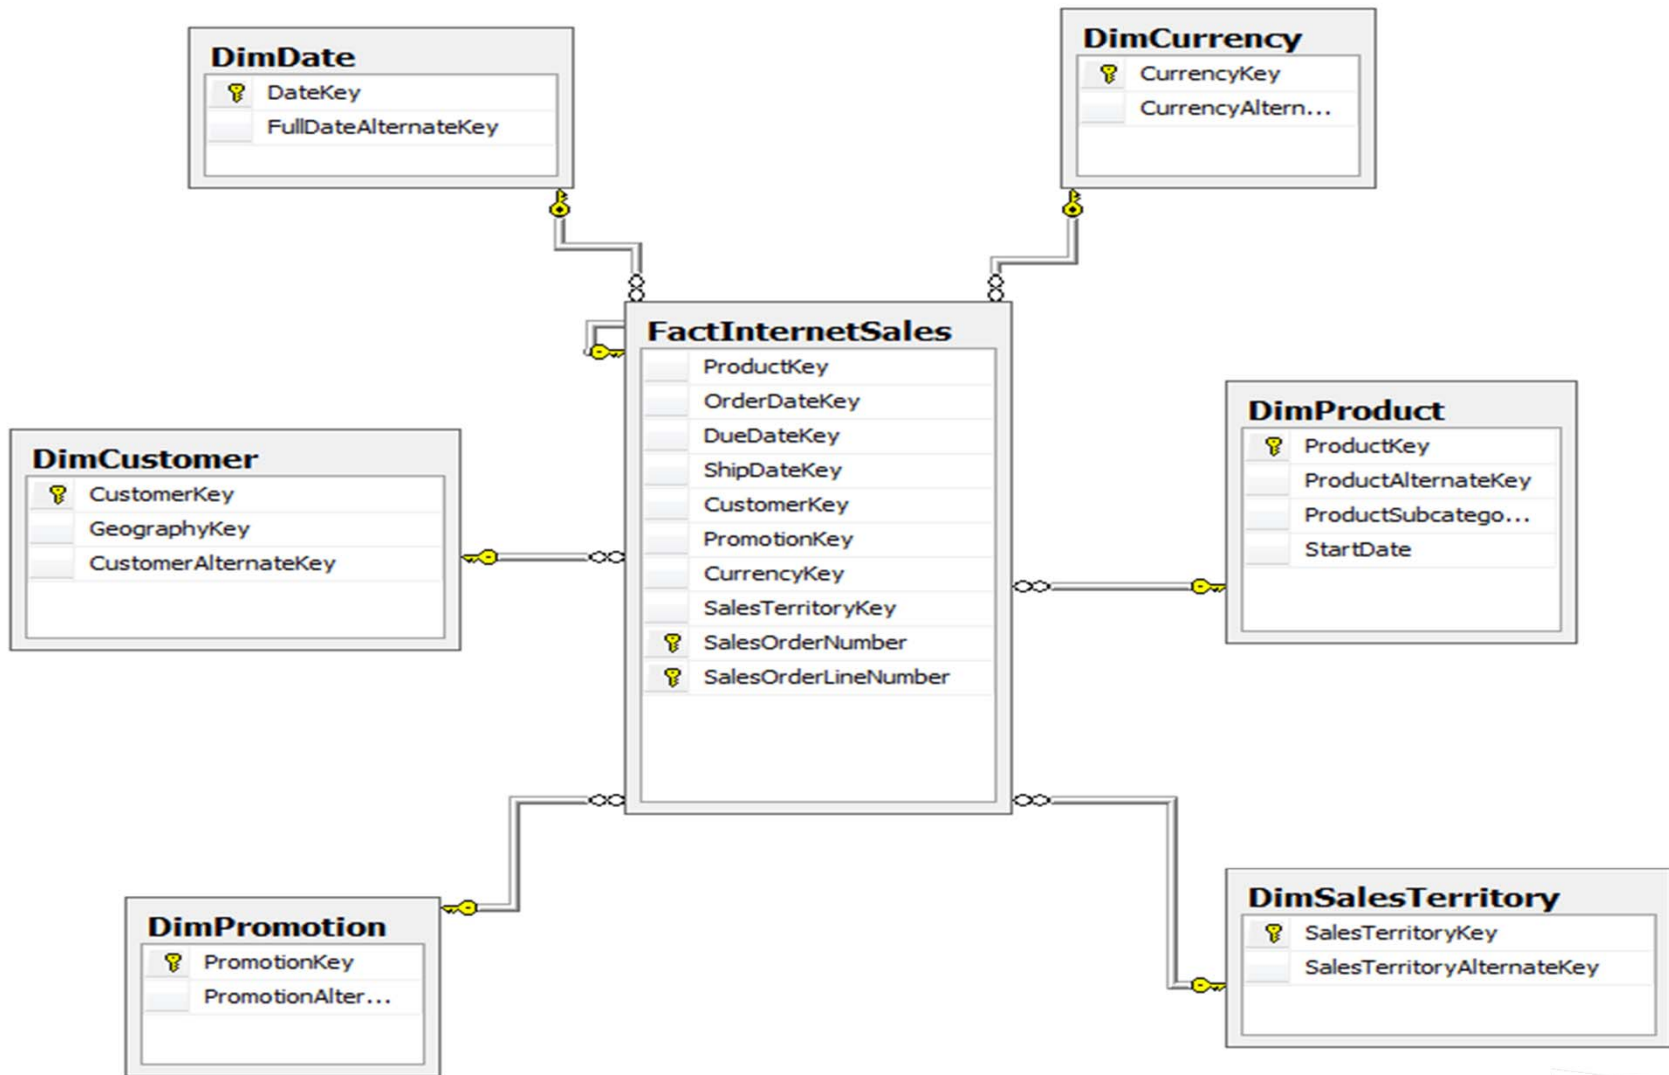 DimDate
DateKey
FullDateAlternateKey
DimCurrency
CurrencyKey
CurrencyAltern...
FactInternetSales
ProductKey
OrderDateKey
DueDateKey
ShipDateKey
CustomerKey
PromotionKey
CurrencyKey
SalesTerritoryKey
SalesOrderNumber
SalesOrderLineNumber
DimProduct
ProductKey
ProductAlternateKey
ProductSubcatego...
StartDate
DimCustomer
CustomerKey
GeographyKey
CustomerAlternateKey
DimPromotion
PromotionKey
PromotionAlter...
DimSalesTerritory
SalesTerritoryKey
SalesTerritoryAlternateKey